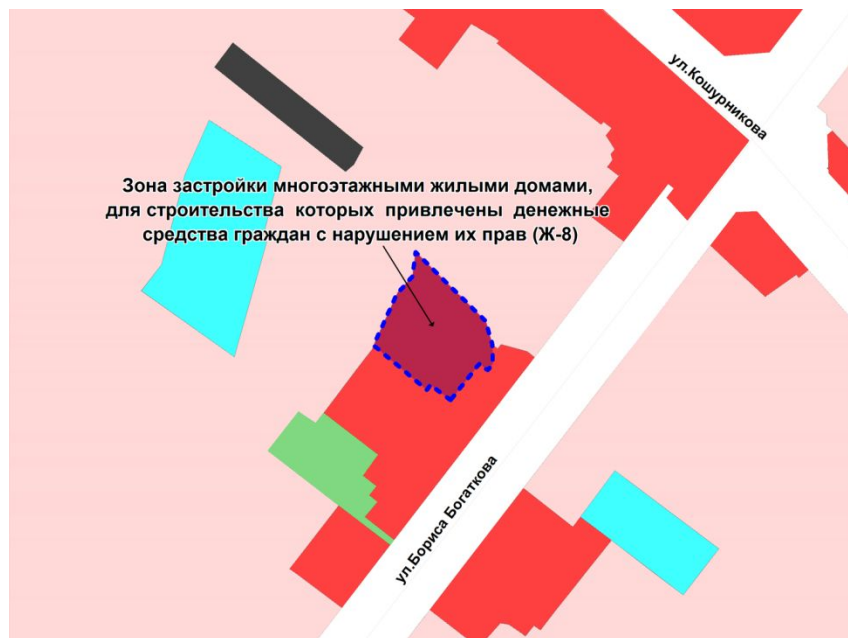 ул.Кошурникова
Зона застройки многоэтажными жилыми домами,
для строительства которых привлечены денежные
средства граждан с нарушением их прав (Ж-8)
ул.Бориса Богаткова